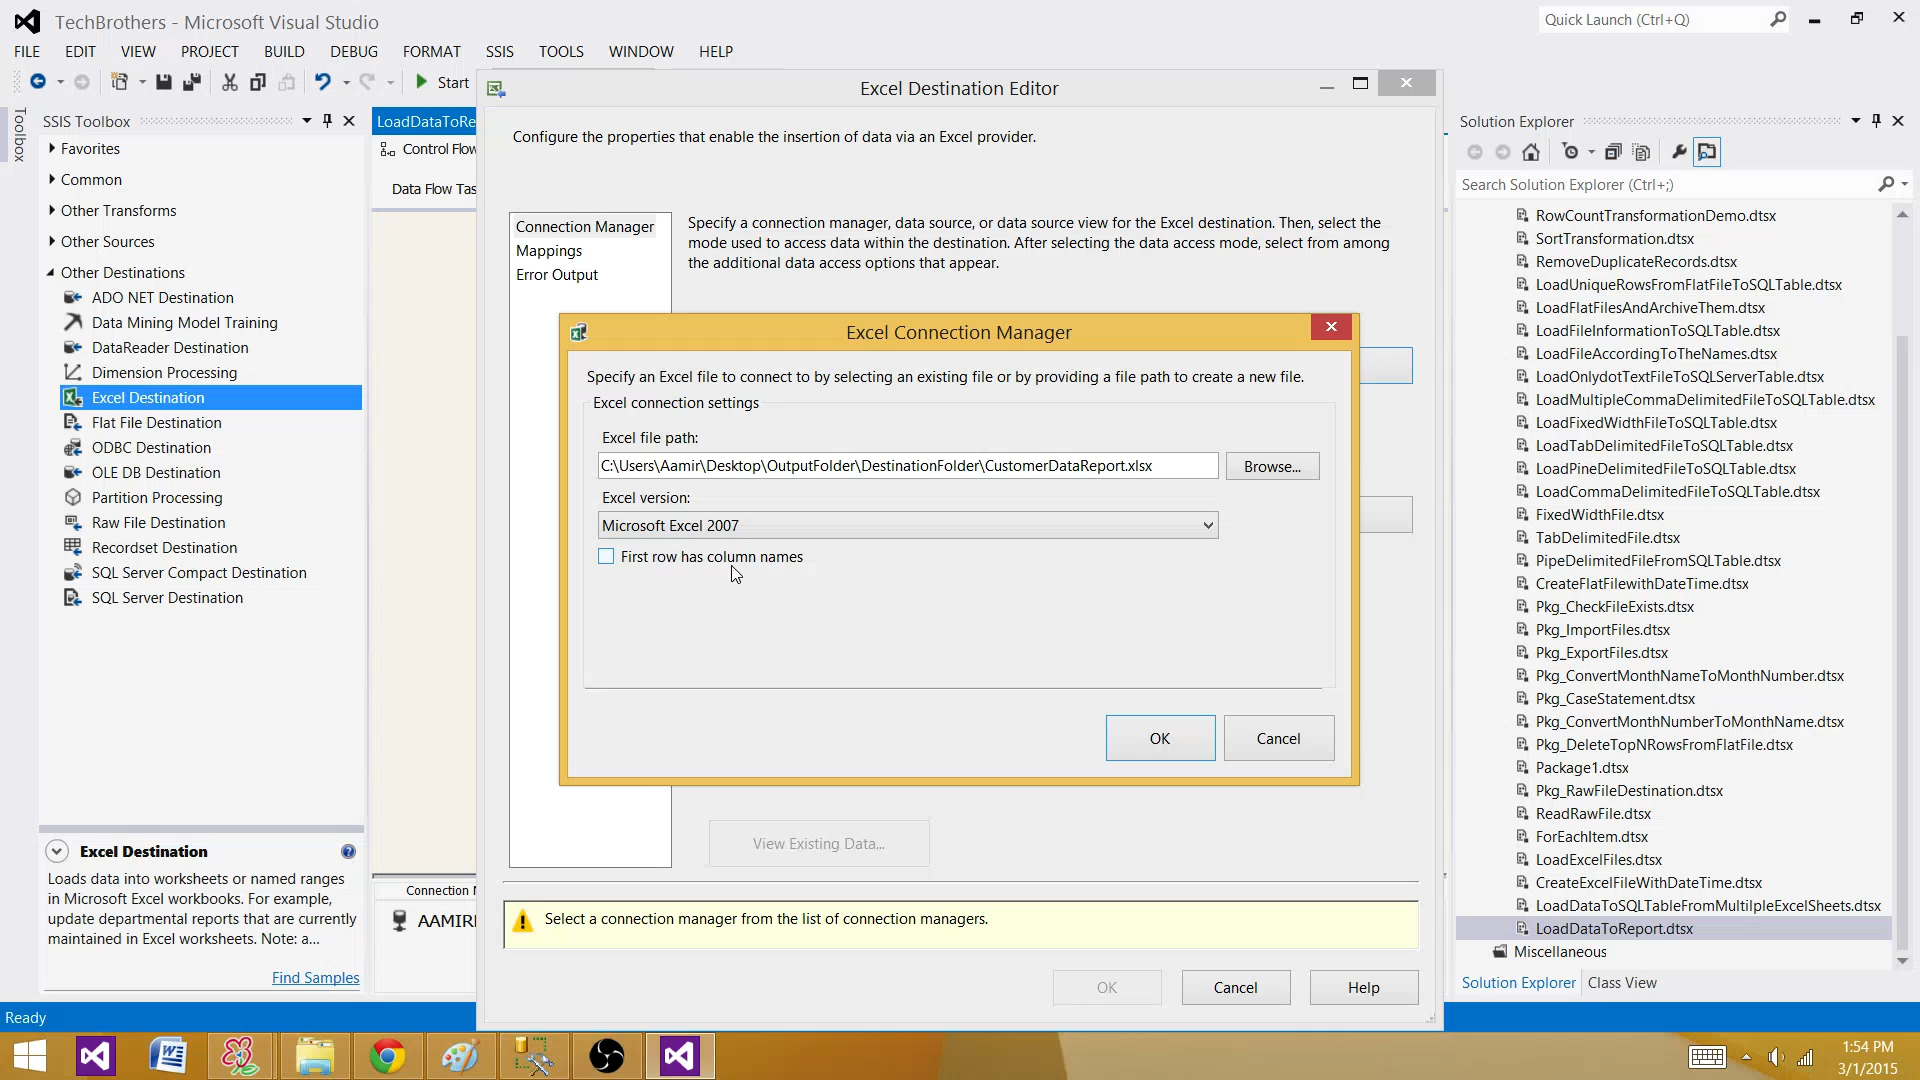 TechBrothers - Microsoft Visual Studio
Quick Launch (Ctrl+Q)
FILE EDIT VIEW PROJECT BUILD DEBUG FORMAT SSIS TOOLS WINDOW HELP
Start
Toolbox
SSIS Toolbox
Favorites
Common
Other Transforms
Other Sources
Other Destinations
ADO NET Destination
Data Mining Model Training
DataReader Destination
Dimension Processing
Excel Destination
Flat File Destination
ODBC Destination
OLE DB Destination
Partition Processing
Raw File Destination
Recordset Destination
SQL Server Compact Destination
SQL Server Destination
Excel Destination
Loads data into worksheets or named ranges
in Microsoft Excel workbooks. For example,
update departmental reports that are currently
maintained in Excel worksheets. Note: a...
Find Samples
LoadDataToRe
Control Flow
Data Flow Tas
Connection
AAMIR
Excel Destination Editor
Configure the properties that enable the insertion of data via an Excel provider.
Connection Manager
Mappings
Error Output
Specify a connection manager, data source, or data source view for the Excel destination. Then, select the
mode used to access data within the destination. After selecting the data access mode, select from among
the additional data access options that appear.
Excel Connection Manager
Specify an Excel file to connect to by selecting an existing file or by providing a file path to create a new file.
Excel connection settings
Excel file path:
C:\Users\Aamir\Desktop\OutputFolder\DestinationFolder\CustomerDataReport.xlsx
Browse...
Excel version:
Microsoft Excel 2007
First row has column names
OK Cancel
View Existing Data...
Select a connection manager from the list of connection managers.
OK Cancel Help
Solution Explorer
Search Solution Explorer (Ctrl+;)
RowCountTransformationDemo.dtsx
SortTransformation.dtsx
RemoveDuplicateRecords.dtsx
LoadUniqueRowsFromFlatFileToSQLTable.dtsx
LoadFlatFilesAndArchiveThem.dtsx
LoadFileInformationToSQLTable.dtsx
LoadFileAccordingToTheNames.dtsx
LoadOnlydotTextFileToSQLServerTable.dtsx
LoadMultipleCommaDelimitedFileToSQLTable.dtsx
LoadFixedWidthFileToSQLTable.dtsx
LoadTabDelimitedFileToSQLTable.dtsx
LoadPineDelimitedFileToSQLTable.dtsx
LoadCommaDelimitedFileToSQLTable.dtsx
FixedWidthFile.dtsx
TabDelimitedFile.dtsx
PipeDelimitedFileFromSQLTable.dtsx
CreateFlatFilewithDateTime.dtsx
Pkg_CheckFileExists.dtsx
Pkg_ImportFiles.dtsx
Pkg_ExportFiles.dtsx
Pkg_ConvertMonthNameToMonthNumber.dtsx
Pkg_CaseStatement.dtsx
Pkg_ConvertMonthNumberToMonthName.dtsx
Pkg_DeleteTopNRowsFromFlatFile.dtsx
Package1.dtsx
Pkg_RawFileDestination.dtsx
ReadRawFile.dtsx
ForEachItem.dtsx
LoadExcelFiles.dtsx
CreateExcelFileWithDateTime.dtsx
LoadDataToSQLTableFromMultiIpleExcelSheets.dtsx
LoadDataToReport.dtsx
Miscellaneous
Solution Explorer Class View
Ready
1:54 PM
3/1/2015